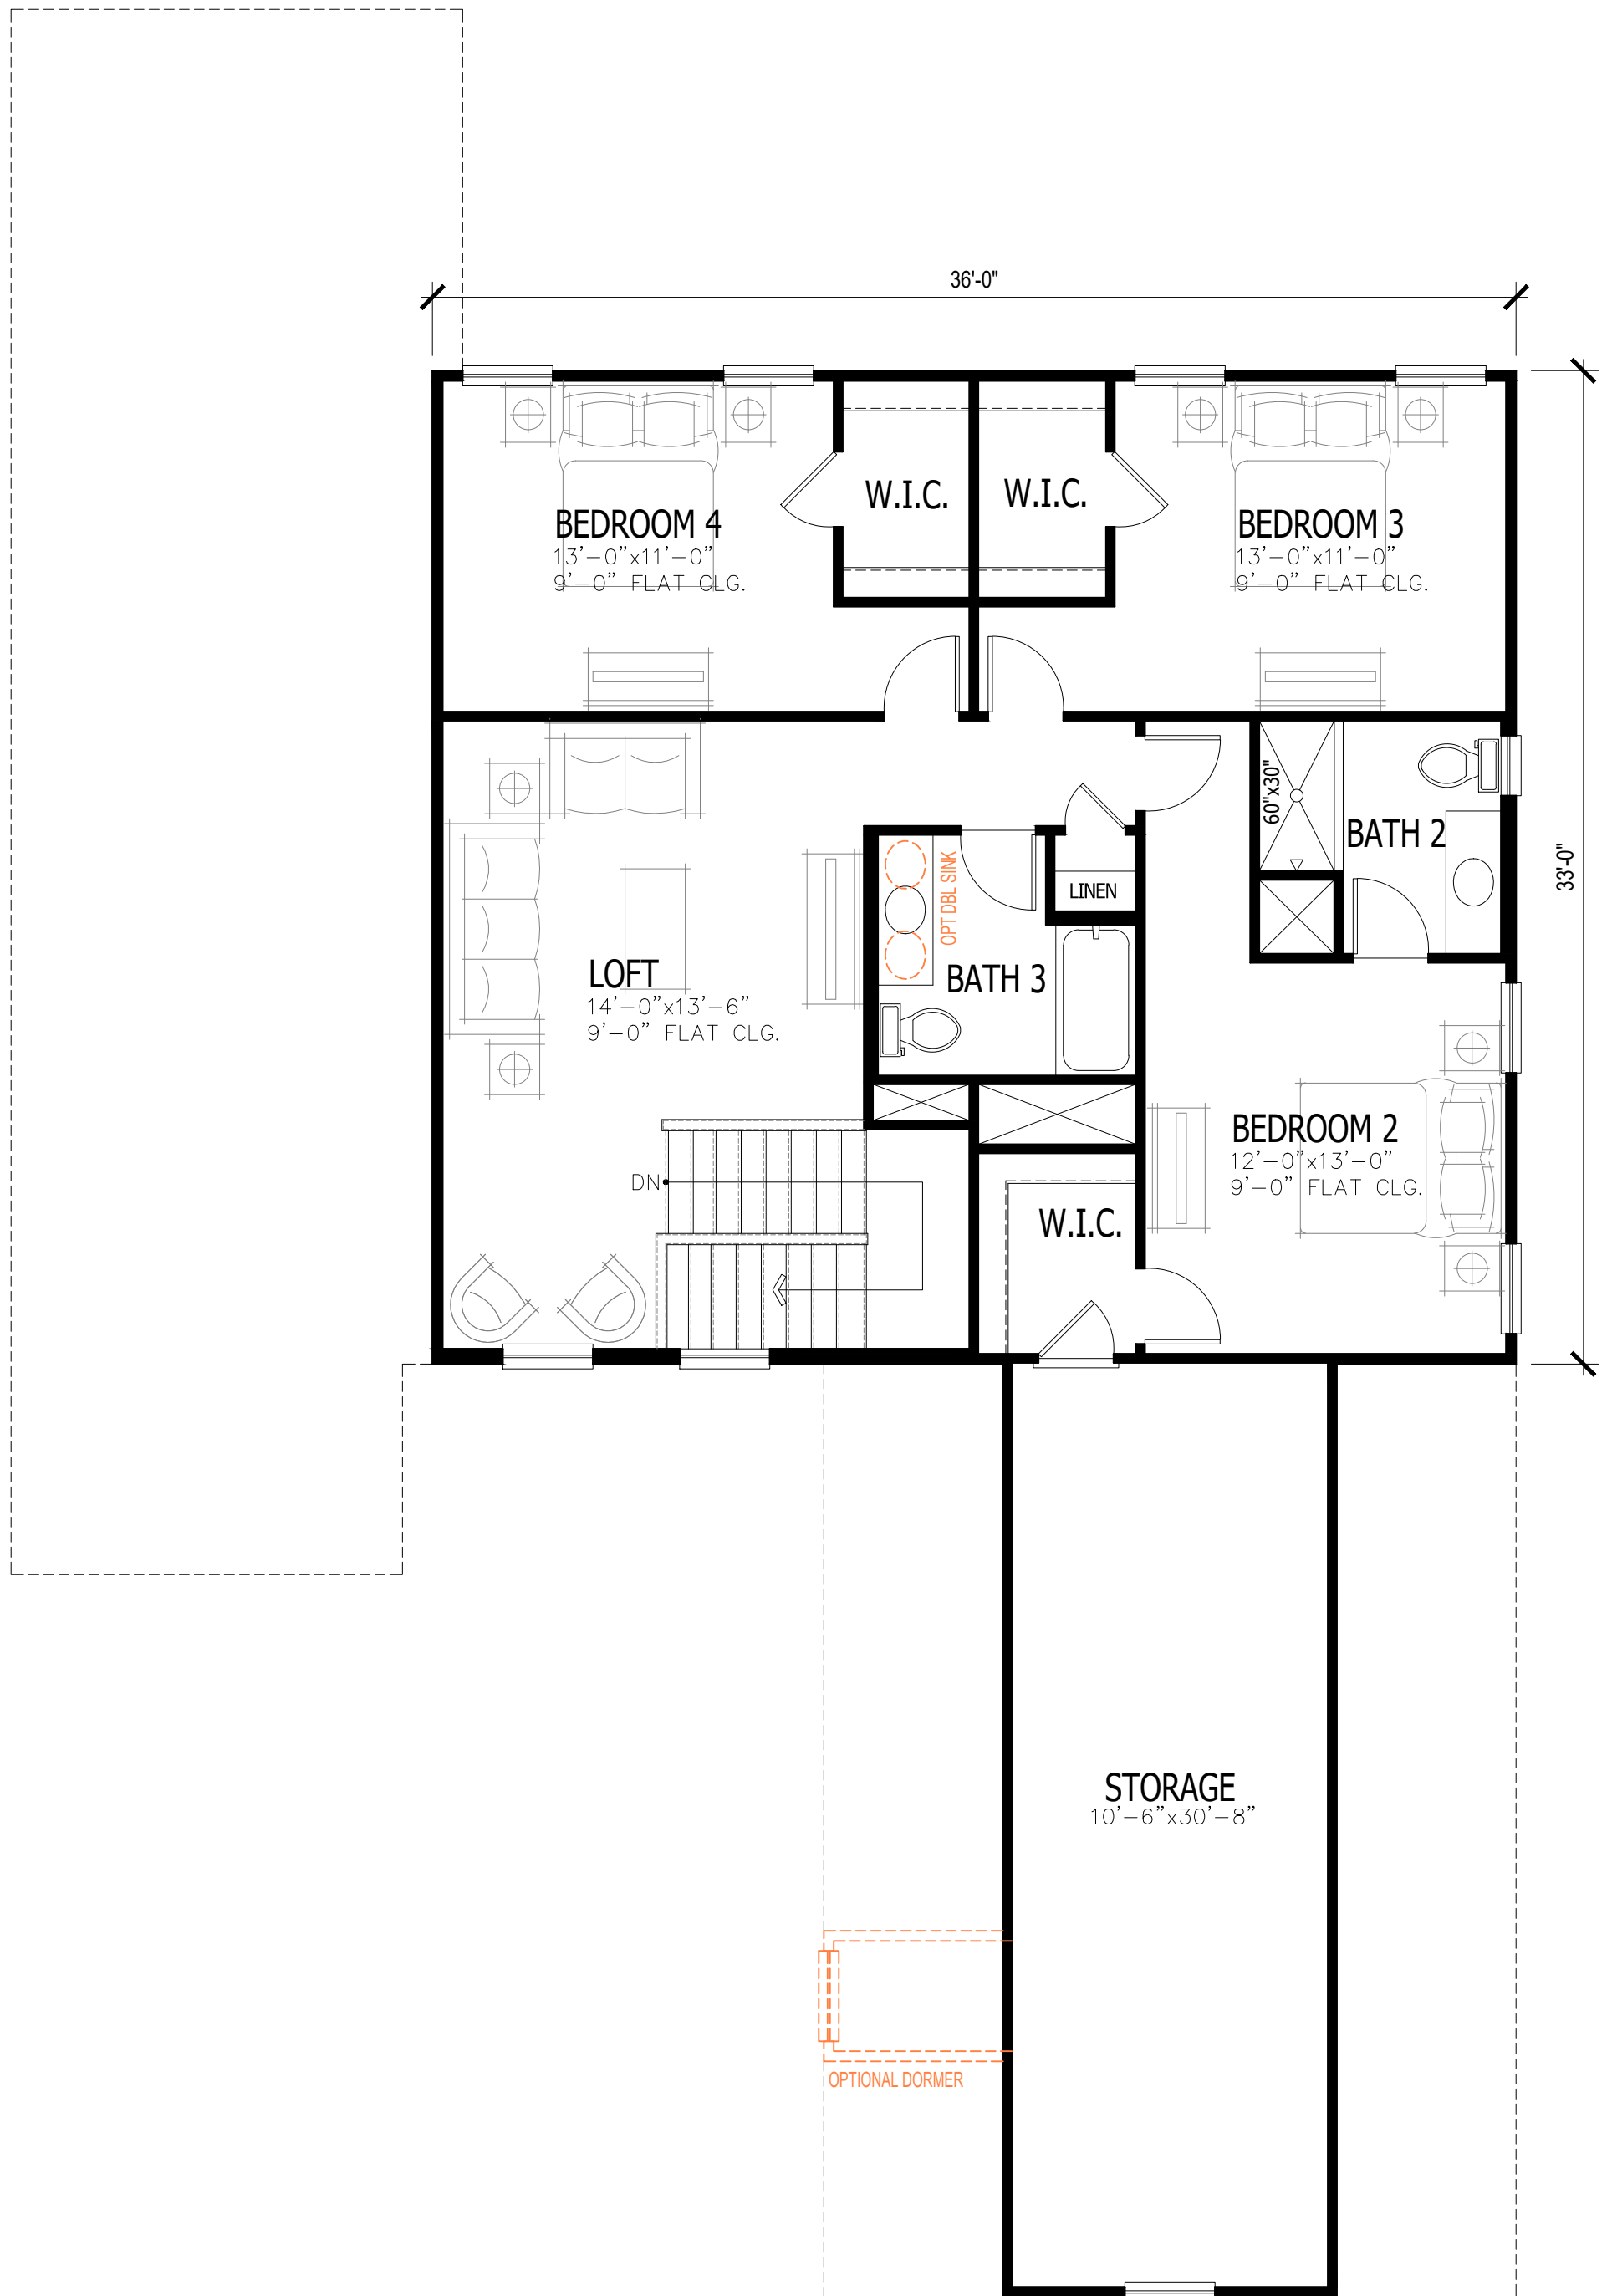 36'-0"
W.I.C.
W.I.C.
BEDROOM 4
13'-0"x11'-0"
9'-0" FLAT CLG.
BEDROOM 3
13'-0"x11'-0"
9'-0" FLAT CLG.
60"x30"
BATH 2
33'-0"
OPT DBL SINK
LINEN
BATH 3
LOFT
14'-0"x13'-6"
9'-0" FLAT CLG.
BEDROOM 2
12'-0"x13'-0"
9'-0" FLAT CLG.
DN
W.I.C.
STORAGE
10'-6"x30'-8"
OPTIONAL DORMER